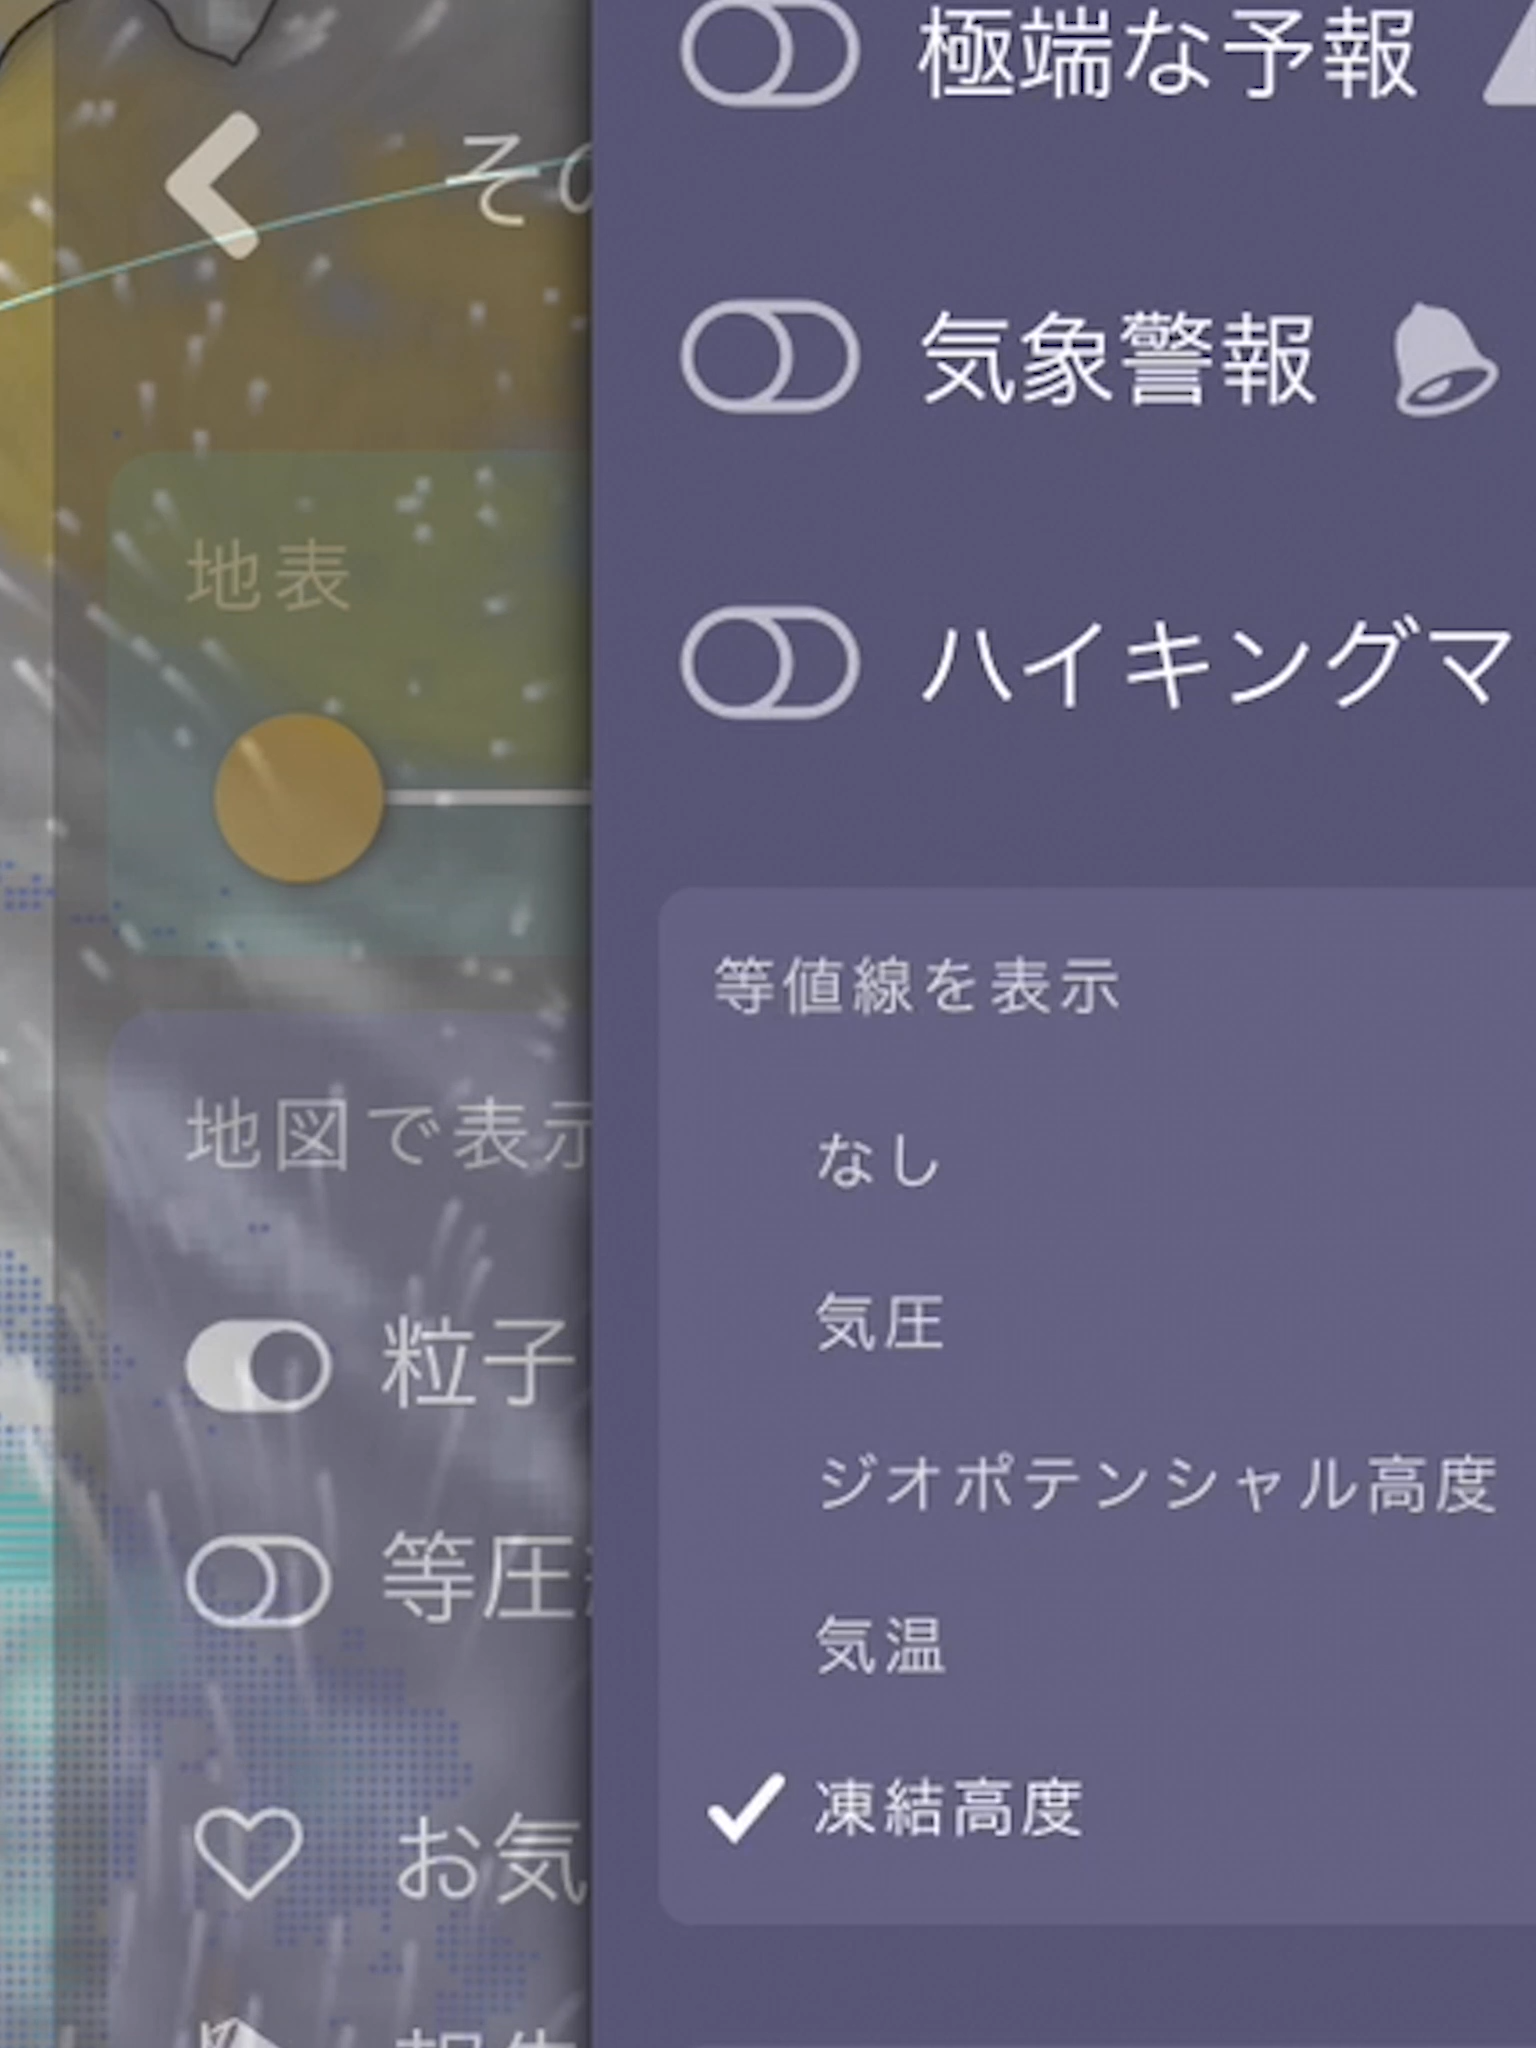 極端な予報
気象警報
ハイキングマ
等値線を表示
なし
気圧
ジオポテンシャル高度
気温
凍結高度
その
地表
地図で表示
粒子
等圧
お気